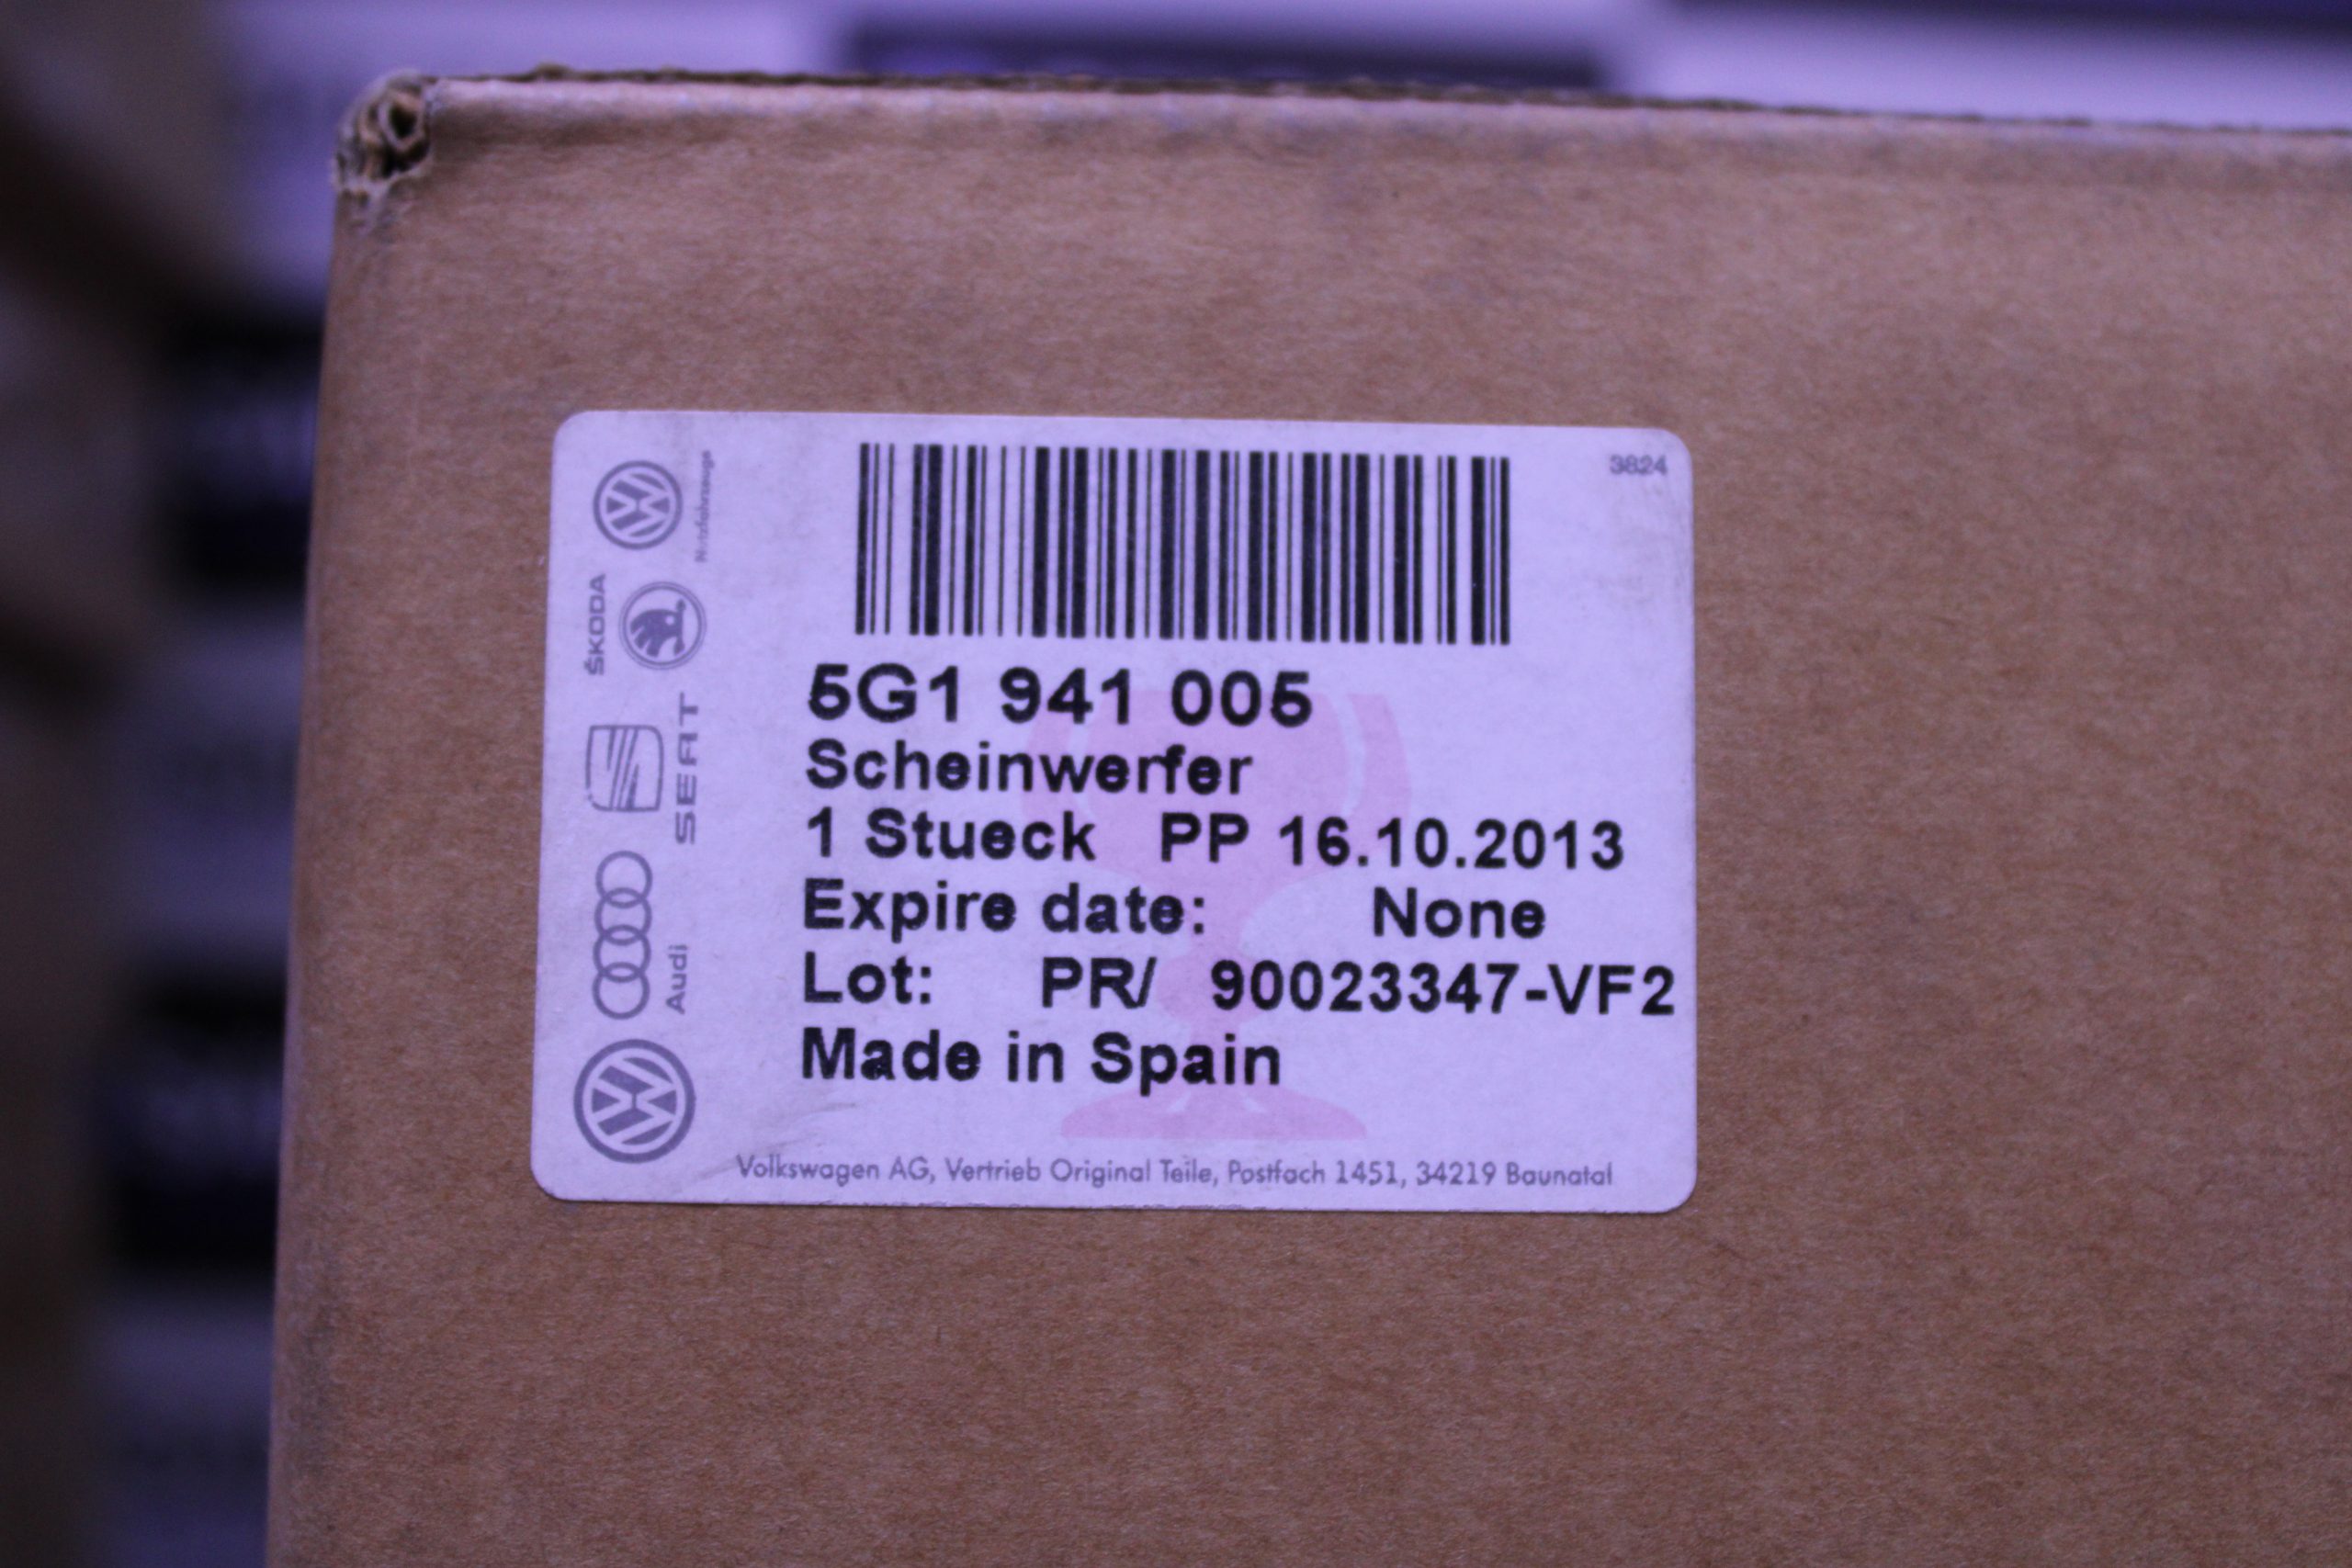 3824
Nutzfahrzeuge
ŠKODA
SEAT
Audi
5G1 941 005
Scheinwerfer
1 Stueck PP 16.10.2013
Expire date: None
Lot: PR/ 90023347-VF2
Made in Spain
Volkswagen AG, Vertrieb Original Teile, Postfach 1451, 34219 Baunatal